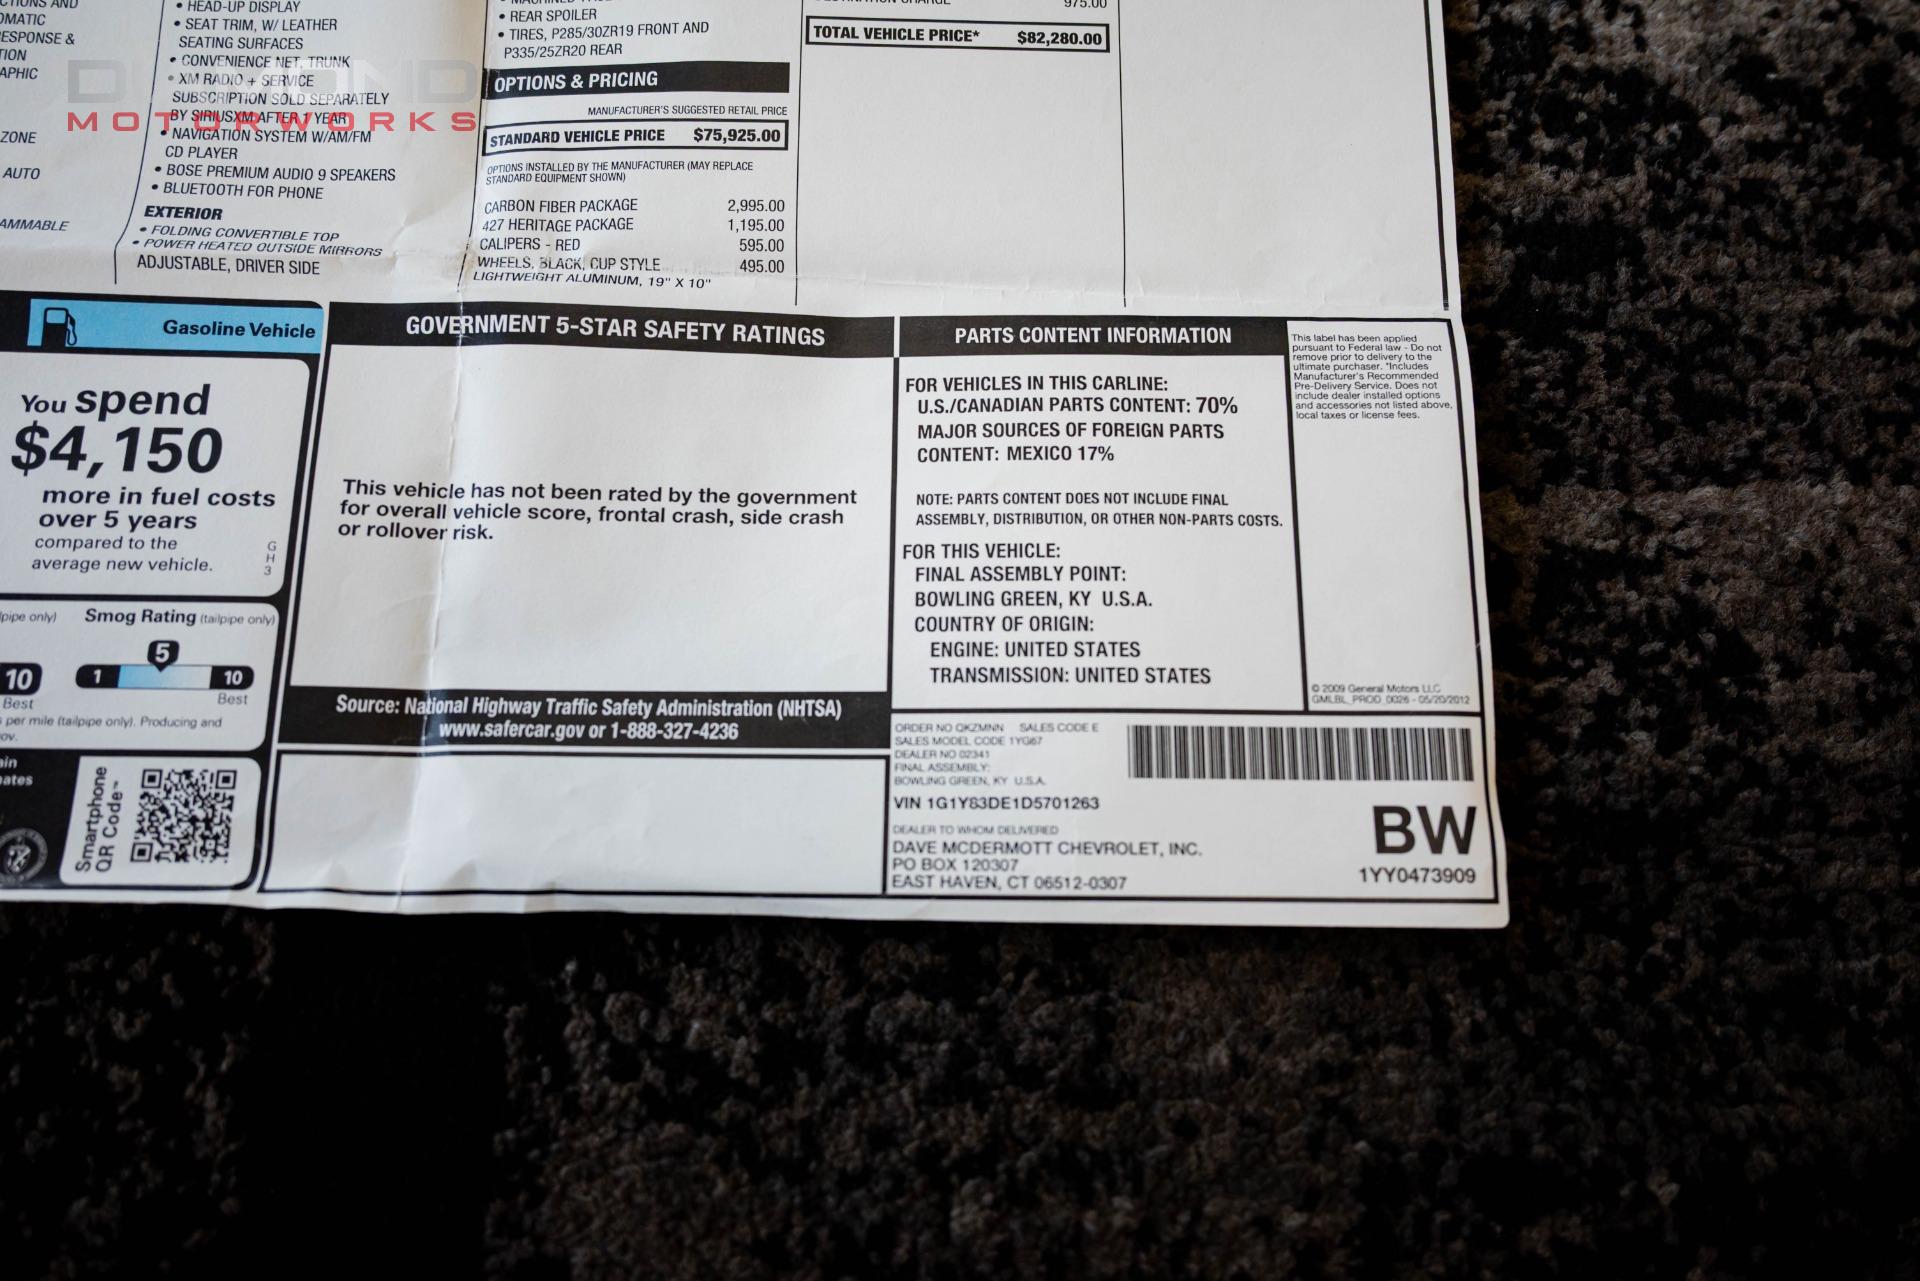 • HEAD-UP DISPLAY
• SEAT TRIM, W/ LEATHER
SEATING SURFACES
• CONVENIENCE NET, TRUNK
• XM RADIO + SERVICE
SUBSCRIPTION SOLD SEPARATELY
BY SIRIUSXM AFTER 1 YEAR
• NAVIGATION SYSTEM W/AM/FM
CD PLAYER
• BOSE PREMIUM AUDIO 9 SPEAKERS
• BLUETOOTH FOR PHONE
EXTERIOR
• FOLDING CONVERTIBLE TOP
• POWER HEATED OUTSIDE MIRRORS
ADJUSTABLE, DRIVER SIDE
ZONE
AUTO
DIAMOND
MOTORWORKS
• REAR SPOILER
• TIRES, P285/30ZR19 FRONT AND
P335/25ZR20 REAR
OPTIONS & PRICING
MANUFACTURER'S SUGGESTED RETAIL PRICE
STANDARD VEHICLE PRICE $75,925.00
OPTIONS INSTALLED BY THE MANUFACTURER (MAY REPLACE
STANDARD EQUIPMENT SHOWN)
CARBON FIBER PACKAGE 2,995.00
427 HERITAGE PACKAGE 1,195.00
CALIPERS - RED 595.00
WHEELS, BLACK, CUP STYLE 495.00
LIGHTWEIGHT ALUMINUM, 19" X 10"
975.00
TOTAL VEHICLE PRICE* $82,280.00
Gasoline Vehicle
You spend
$4,150
more in fuel costs
over 5 years
compared to the
average new vehicle.
G
H
3
Smog Rating (tailpipe only)
5
10
1 10
Best
Best
per mile (tailpipe only). Producing and
Smartphone
QR Code™
GOVERNMENT 5-STAR SAFETY RATINGS
This vehicle has not been rated by the government
for overall vehicle score, frontal crash, side crash
or rollover risk.
Source: National Highway Traffic Safety Administration (NHTSA)
www.safercar.gov or 1-888-327-4236
PARTS CONTENT INFORMATION
FOR VEHICLES IN THIS CARLINE:
U.S./CANADIAN PARTS CONTENT: 70%
MAJOR SOURCES OF FOREIGN PARTS
CONTENT: MEXICO 17%
NOTE: PARTS CONTENT DOES NOT INCLUDE FINAL
ASSEMBLY, DISTRIBUTION, OR OTHER NON-PARTS COSTS.
FOR THIS VEHICLE:
FINAL ASSEMBLY POINT:
BOWLING GREEN, KY U.S.A.
COUNTRY OF ORIGIN:
ENGINE: UNITED STATES
TRANSMISSION: UNITED STATES
This label has been applied
pursuant to Federal law - Do not
remove prior to delivery to the
ultimate purchaser. *Includes
Manufacturer's Recommended
Pre-Delivery Service. Does not
include dealer installed options
and accessories not listed above,
local taxes or license fees.
© 2009 General Motors LLC
GMLBL_PROD_0026 - 05/20/2012
ORDER NO QKZMNN SALES CODE E
SALES MODEL CODE 1YG67
DEALER NO 02341
FINAL ASSEMBLY:
BOWLING GREEN, KY U.S.A.
VIN 1G1Y83DE1D5701263
DEALER TO WHOM DELIVERED
DAVE MCDERMOTT CHEVROLET, INC.
PO BOX 120307
EAST HAVEN, CT 06512-0307
BW
1YY0473909